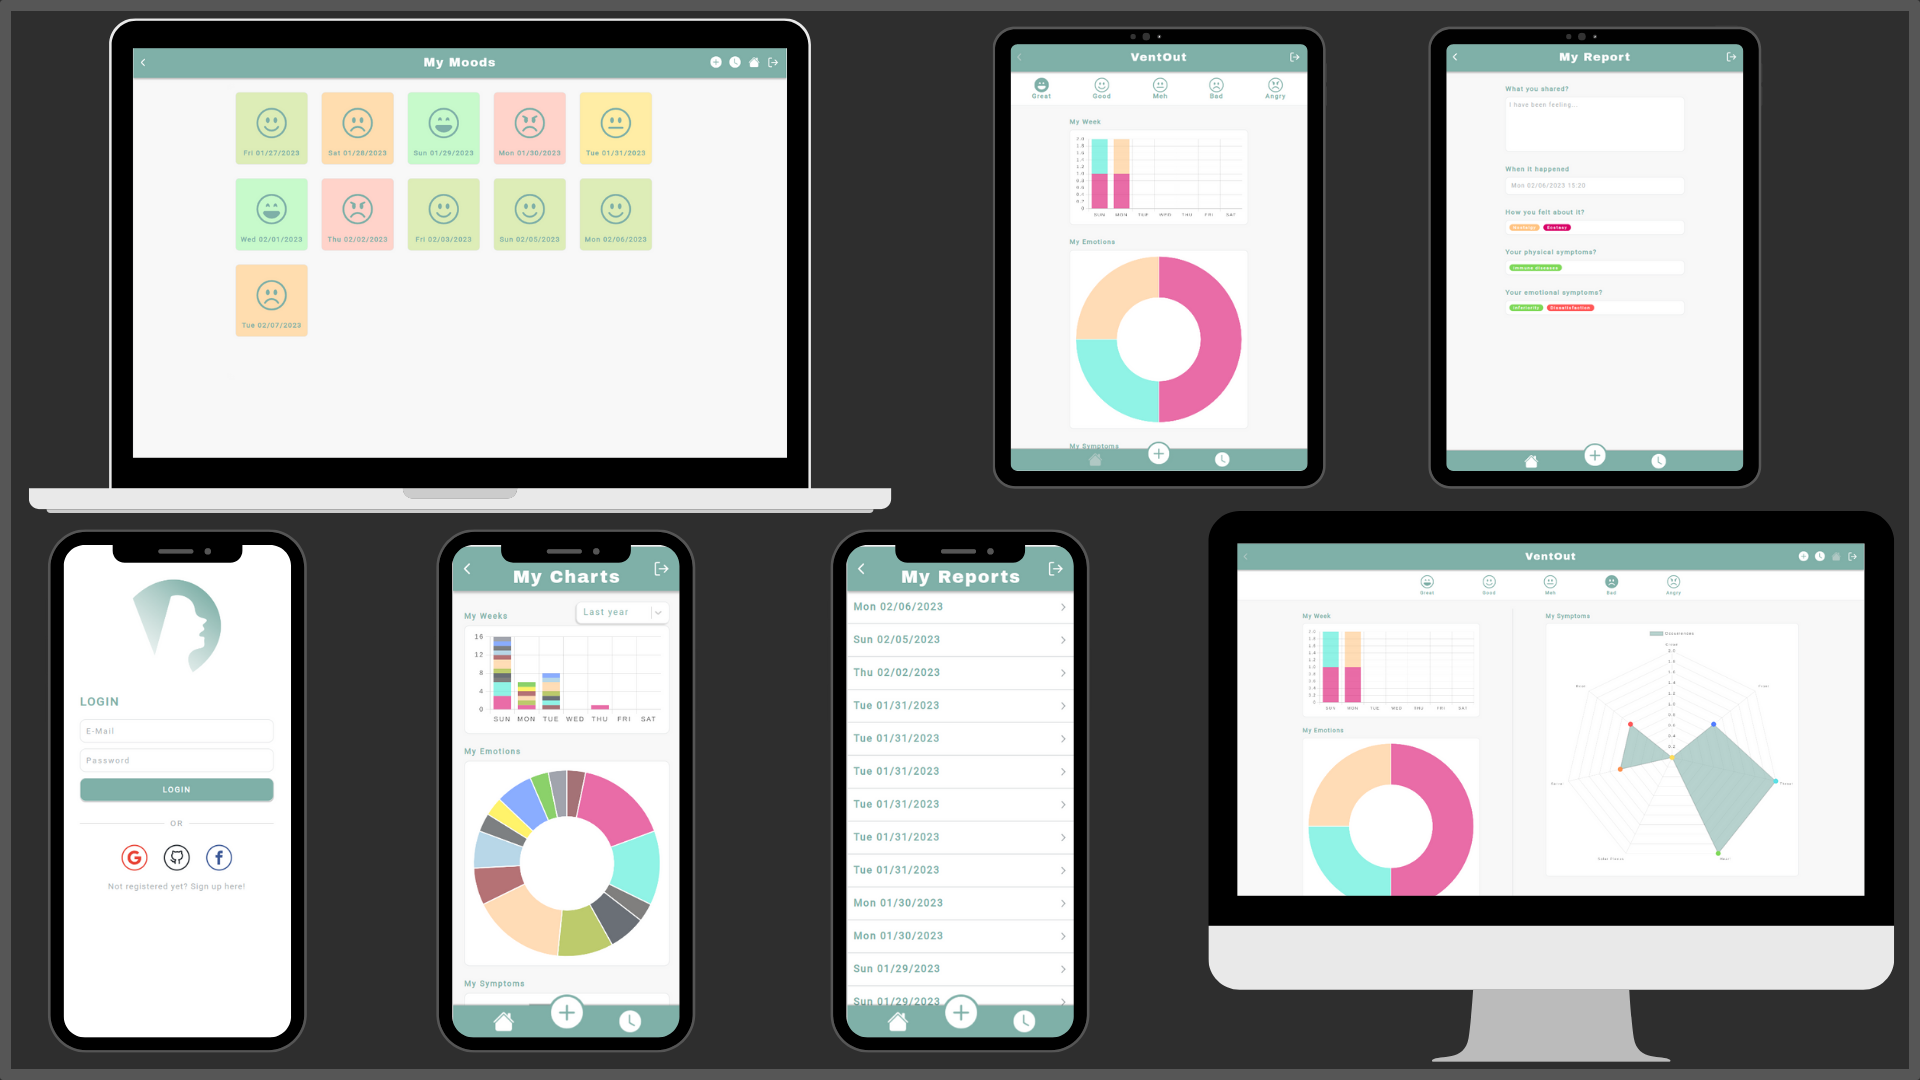 My Moods
Fri 01/27/2023
Sat 01/28/2023
Sun 01/29/2023
Mon 01/30/2023
Tue 01/31/2023
Wed 02/01/2023
Thu 02/02/2023
Fri 02/03/2023
Sun 02/05/2023
Mon 02/06/2023
Tue 02/07/2023
VentOut
Great
Good
Meh
Bad
Angry
My Week
SUN MON TUE WED THU FRI SAT
My Emotions
My Symptoms
My Report
What you shared?
I have been feeling...
When it happened
Mon 02/06/2023 15:20
How you felt about it?
Nostalgic Envious
Your physical symptoms?
Immune diseases
Your emotional symptoms?
Inferiority Dissatisfaction
LOGIN
E-Mail
Password
LOGIN
OR
Not registered yet? Sign up here!
My Charts
My Weeks
Last year
16
12
8
4
0
SUN MON TUE WED THU FRI SAT
My Emotions
My Symptoms
My Reports
Mon 02/06/2023
Sun 02/05/2023
Thu 02/02/2023
Tue 01/31/2023
Tue 01/31/2023
Tue 01/31/2023
Tue 01/31/2023
Tue 01/31/2023
Tue 01/31/2023
Mon 01/30/2023
Mon 01/30/2023
Sun 01/29/2023
Sun 01/29/2023
VentOut
Great
Good
Meh
Bad
Angry
My Week
SUN MON TUE WED THU FRI SAT
My Emotions
My Symptoms
Occurrences